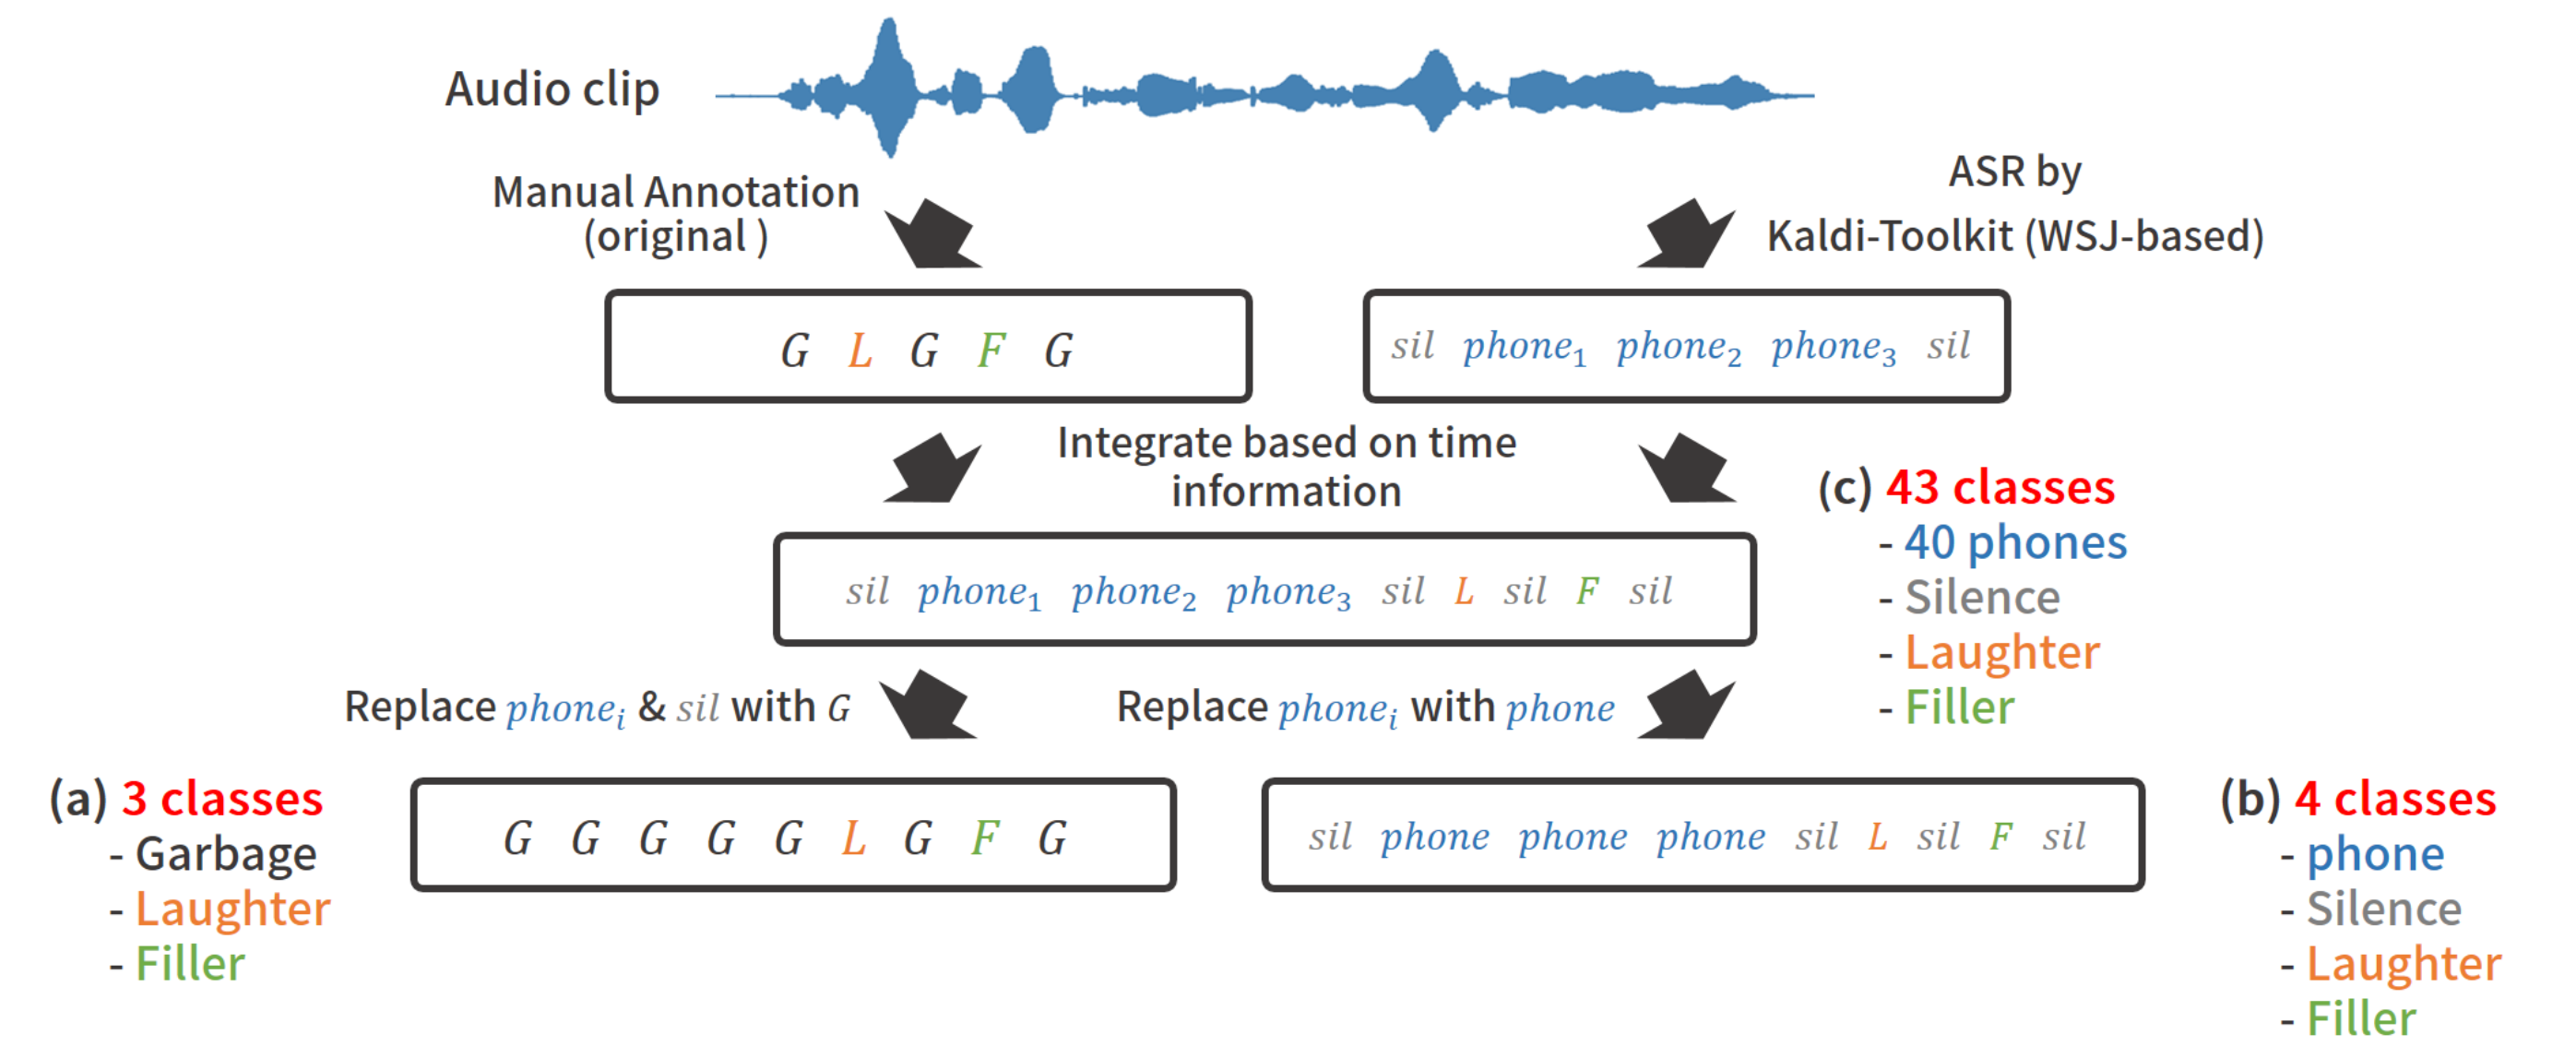 Audio clip
Manual Annotation
(original )
ASR by
Kaldi-Toolkit (WSJ-based)
G L G F G
sil phone₁ phone₂ phone₃ sil
Integrate based on time
information
sil phone₁ phone₂ phone₃ sil L sil F sil
(c) 43 classes
- 40 phones
- Silence
- Laughter
- Filler
Replace phoneᵢ & sil with G
Replace phoneᵢ with phone
(a) 3 classes
- Garbage
- Laughter
- Filler
G G G G G L G F G
sil phone phone phone sil L sil F sil
(b) 4 classes
- phone
- Silence
- Laughter
- Filler